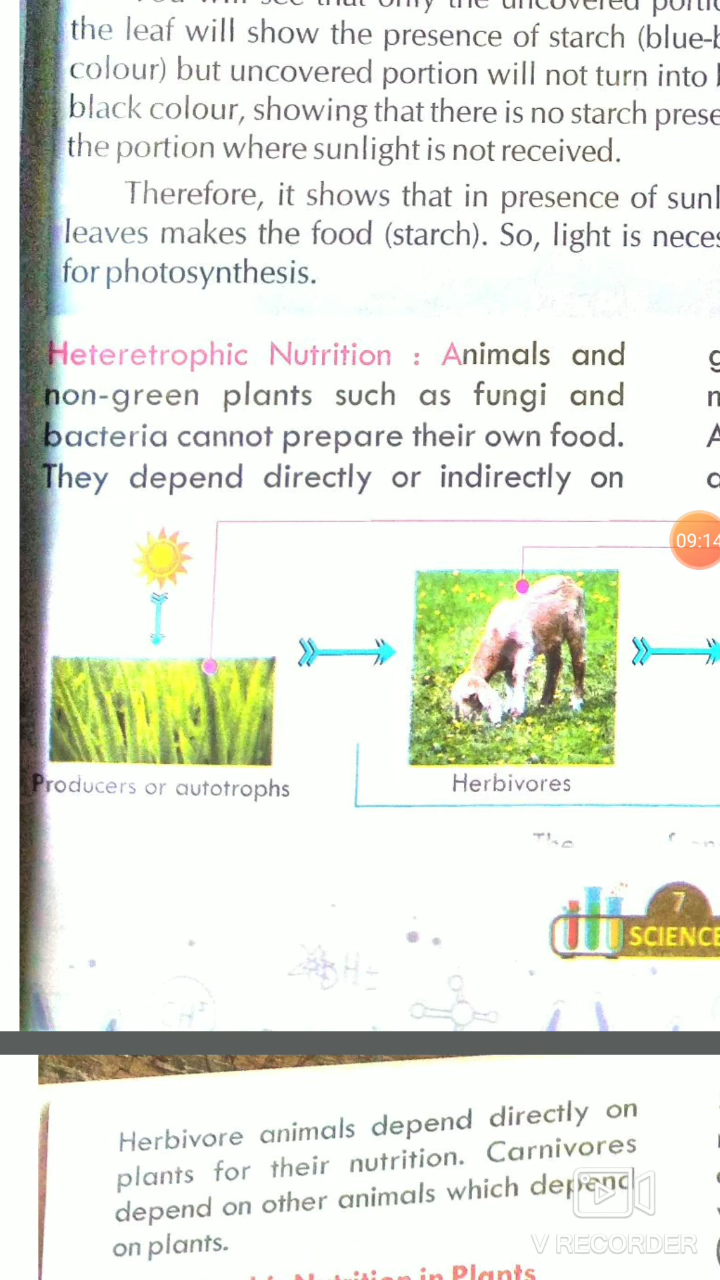 the leaf will show the presence of starch (blue-b
colour) but uncovered portion will not turn into
black colour, showing that there is no starch prese
the portion where sunlight is not received.
Therefore, it shows that in presence of sunl
leaves makes the food (starch). So, light is neces
for photosynthesis.
Heteretrophic Nutrition : Animals and
non-green plants such as fungi and
bacteria cannot prepare their own food.
They depend directly or indirectly on
09:14
Producers or autotrophs
Herbivores
7
SCIENCE
Herbivore animals depend directly on
plants for their nutrition. Carnivores
depend on other animals which depend
on plants.
Nutrition in Plants
V RECORDER